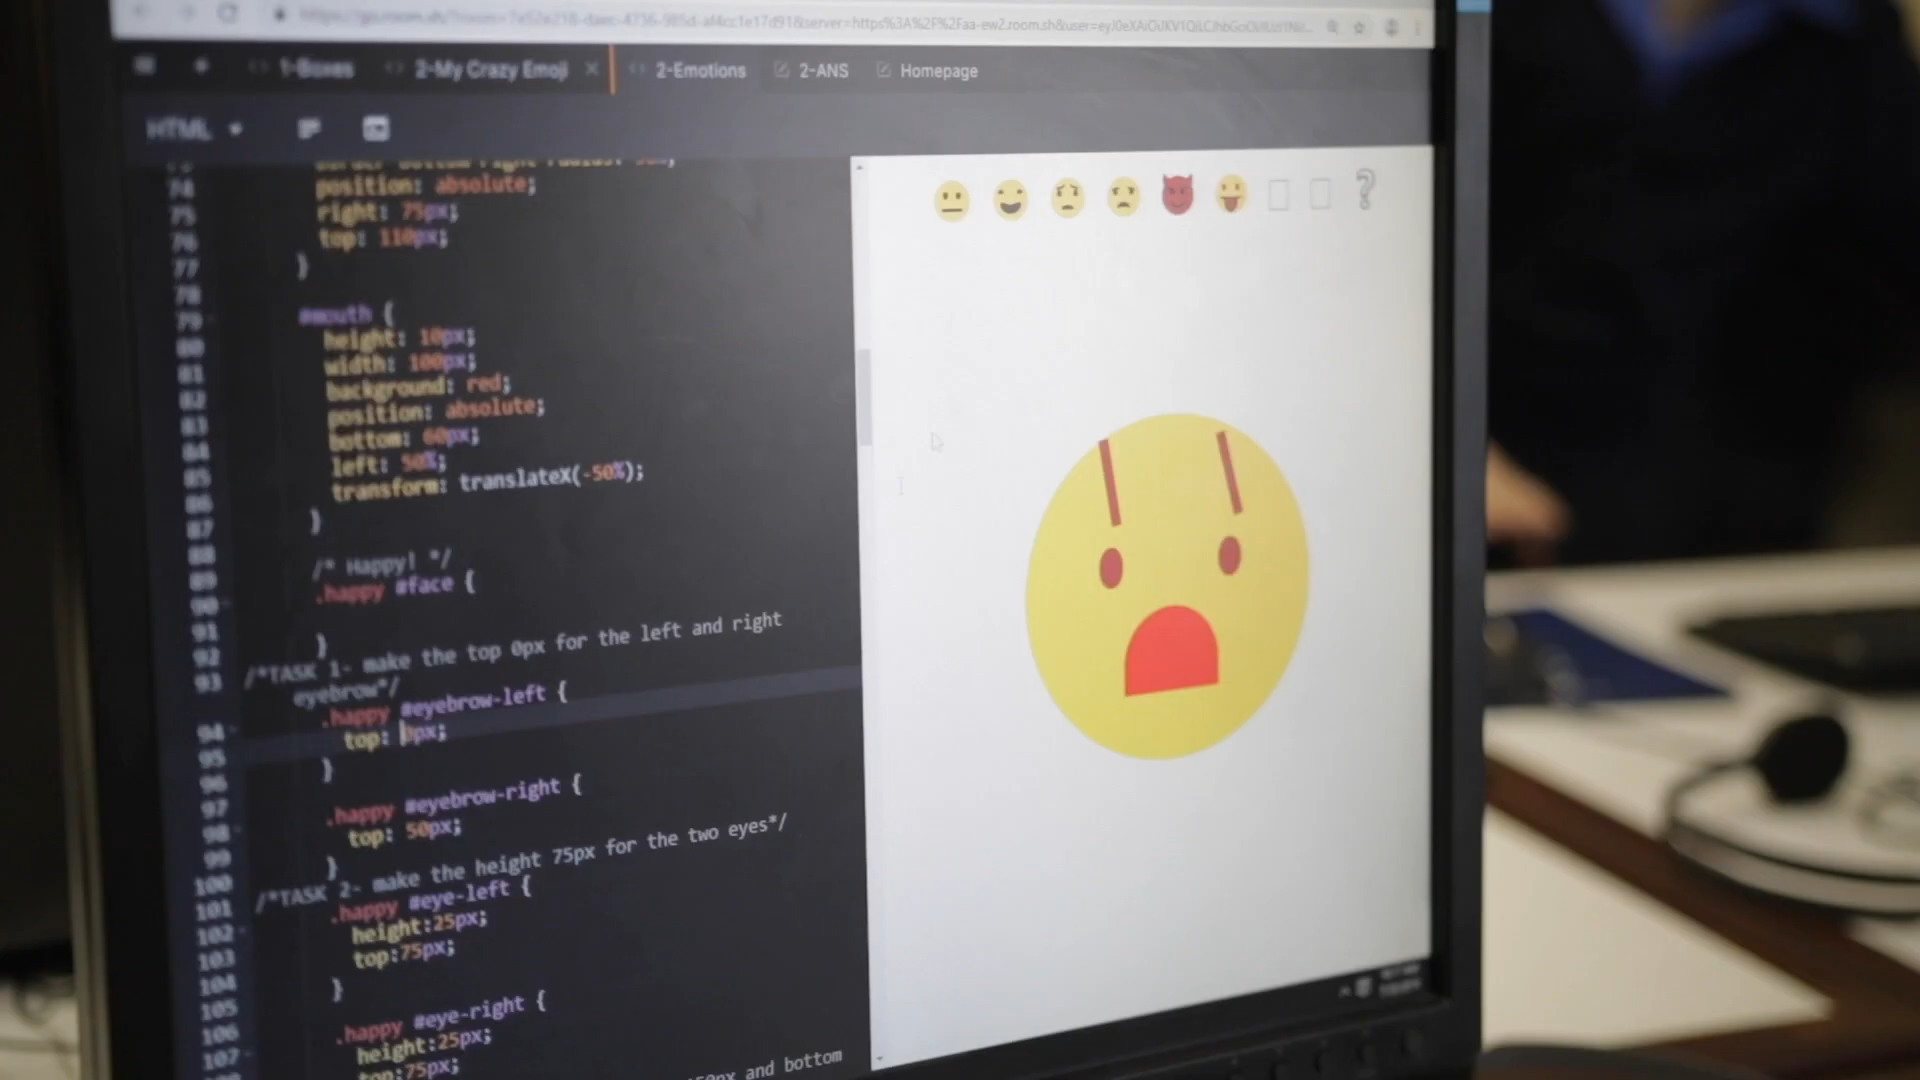 1-Boxes 2-My Crazy Emoji 2-Emotions 2-ANS Homepage
HTML
74 position: absolute;
75 right: 75px;
76 top: 110px;
77 }
78
79 #mouth {
80 height: 10px;
81 width: 100px;
82 background: red;
83 position: absolute;
84 bottom: 60px;
85 left: 50%;
86 transform: translateX(-50%);
87 }
88
89 /* Happy! */
90 .happy #face {
91
92 }
93 /*TASK 1- make the top 0px for the left and right
eyebrow*/
94 .happy #eyebrow-left {
95 top: 0px;
96 }
97
98 .happy #eyebrow-right {
99 top: 50px;
100 }
101 /*TASK 2- make the height 75px for the two eyes*/
102 .happy #eye-left {
103 height:25px;
104 top:75px;
105 }
106
107 .happy #eye-right {
height:25px;
top:75px;
and bottom